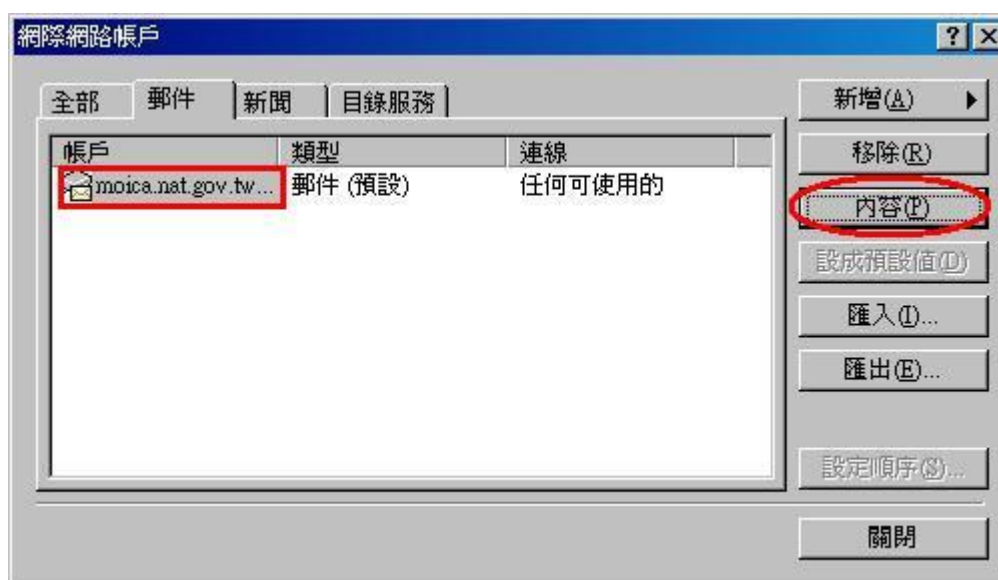 網際網路帳戶
全部 郵件 新聞 目錄服務
帳戶 類型 連線
moica.nat.gov.tw... 郵件 (預設) 任何可使用的
新增(A)
移除(R)
內容(P)
設成預設值(D)
匯入(I)...
匯出(E)...
設定順序(S)...
關閉